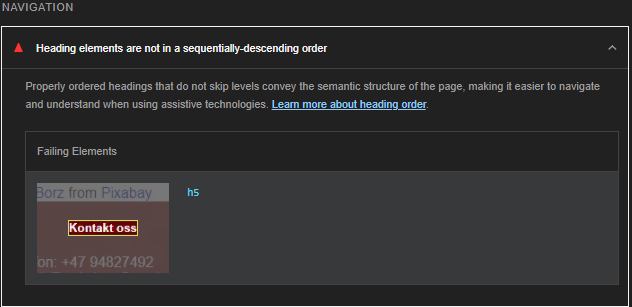 NAVIGATION
Heading elements are not in a sequentially-descending order
Properly ordered headings that do not skip levels convey the semantic structure of the page, making it easier to navigate
and understand when using assistive technologies. Learn more about heading order.
Failing Elements
Borz from Pixabay
h5
Kontakt oss
on: +47 94827492